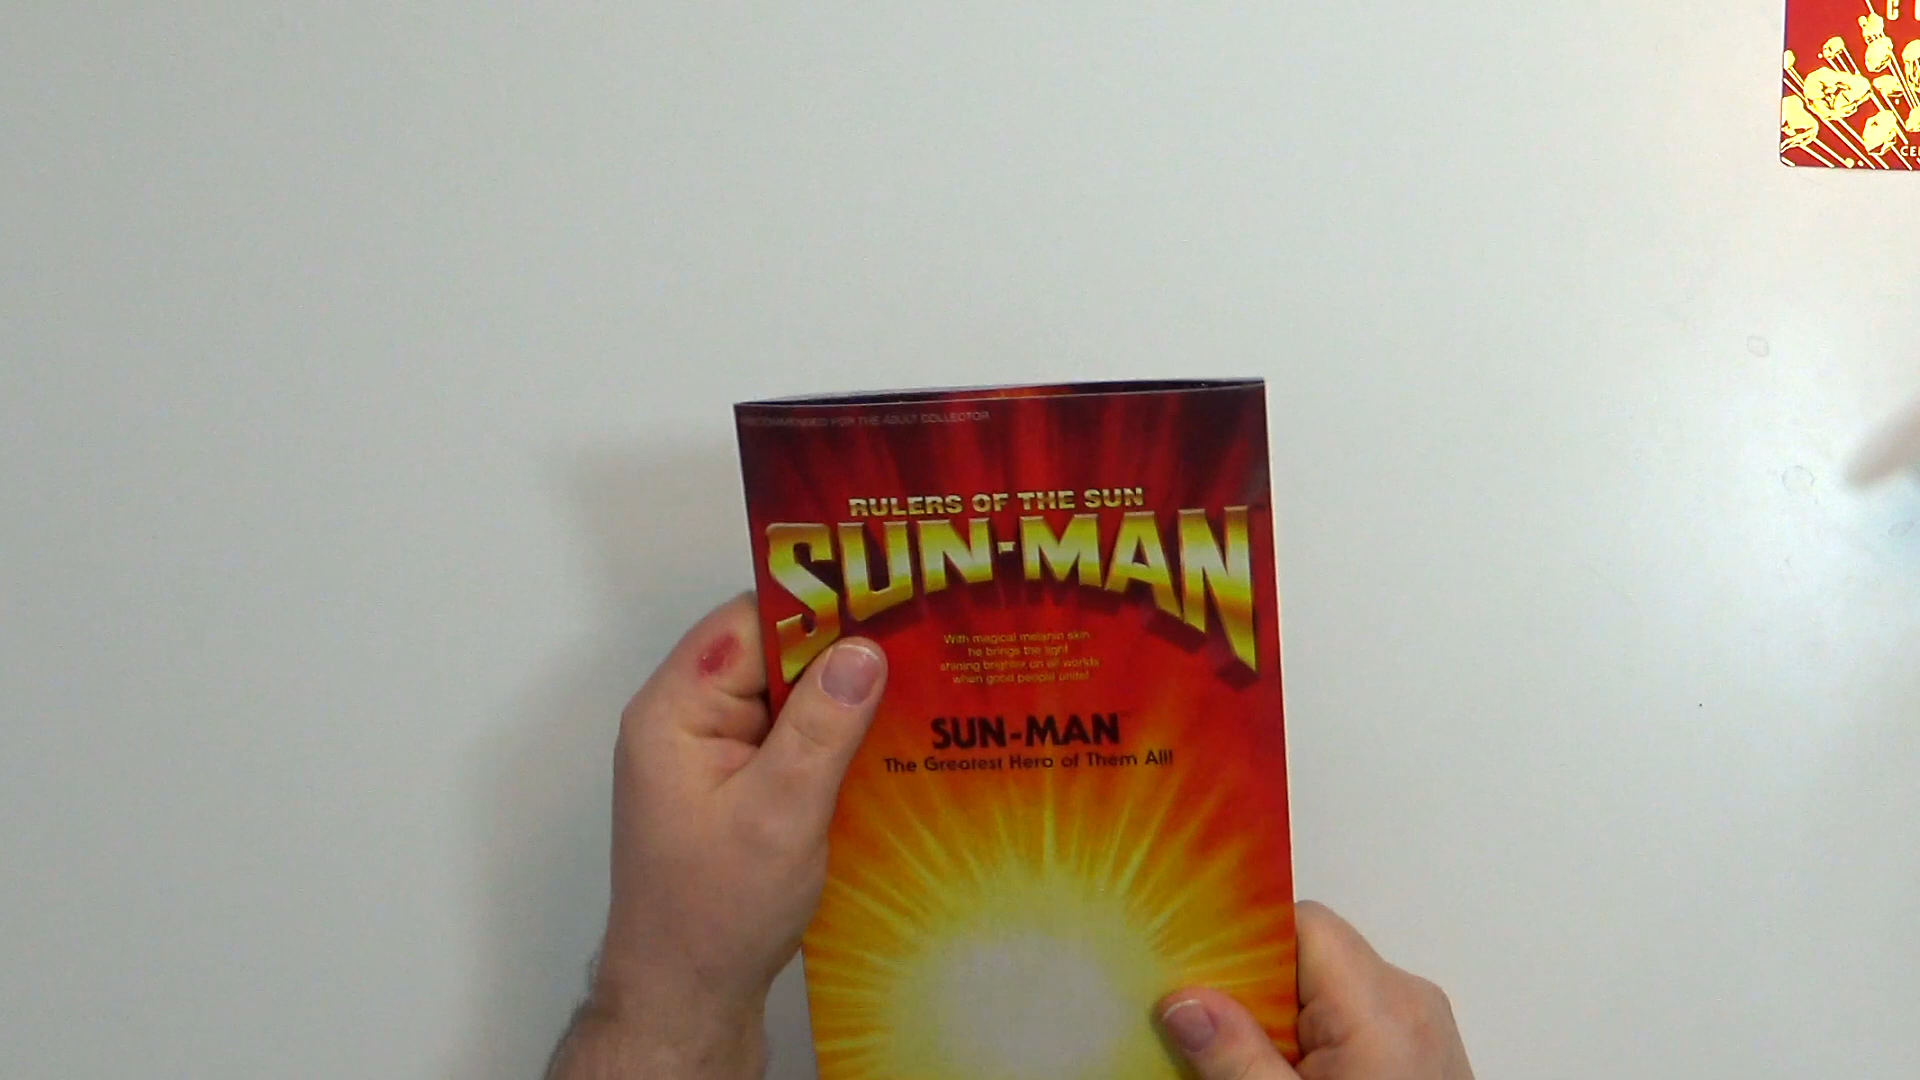 RECOMMENDED FOR THE ADULT COLLECTOR
RULERS OF THE SUN
SUN-MAN
With magical melanin skin
he brings the light
shining brighter on all worlds
when good people unite!
SUN-MAN™
The Greatest Hero of Them All!